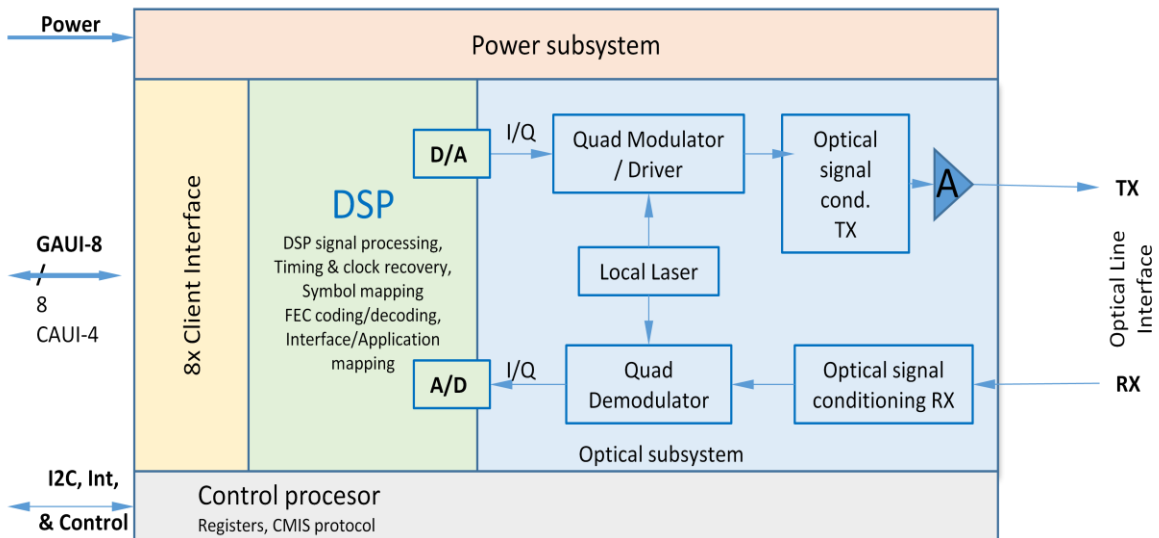 Power
Power subsystem
8x Client Interface
GAUI-8
8
CAUI-4
DSP
DSP signal processing,
Timing & clock recovery,
Symbol mapping
FEC coding/decoding,
Interface/Application
mapping
D/A
I/Q
Quad Modulator
/ Driver
Optical
signal
cond.
TX
A
TX
Local Laser
Optical Line
Interface
A/D
I/Q
Quad
Demodulator
Optical signal
conditioning RX
RX
Optical subsystem
I2C, Int,
& Control
Control procesor
Registers, CMIS protocol